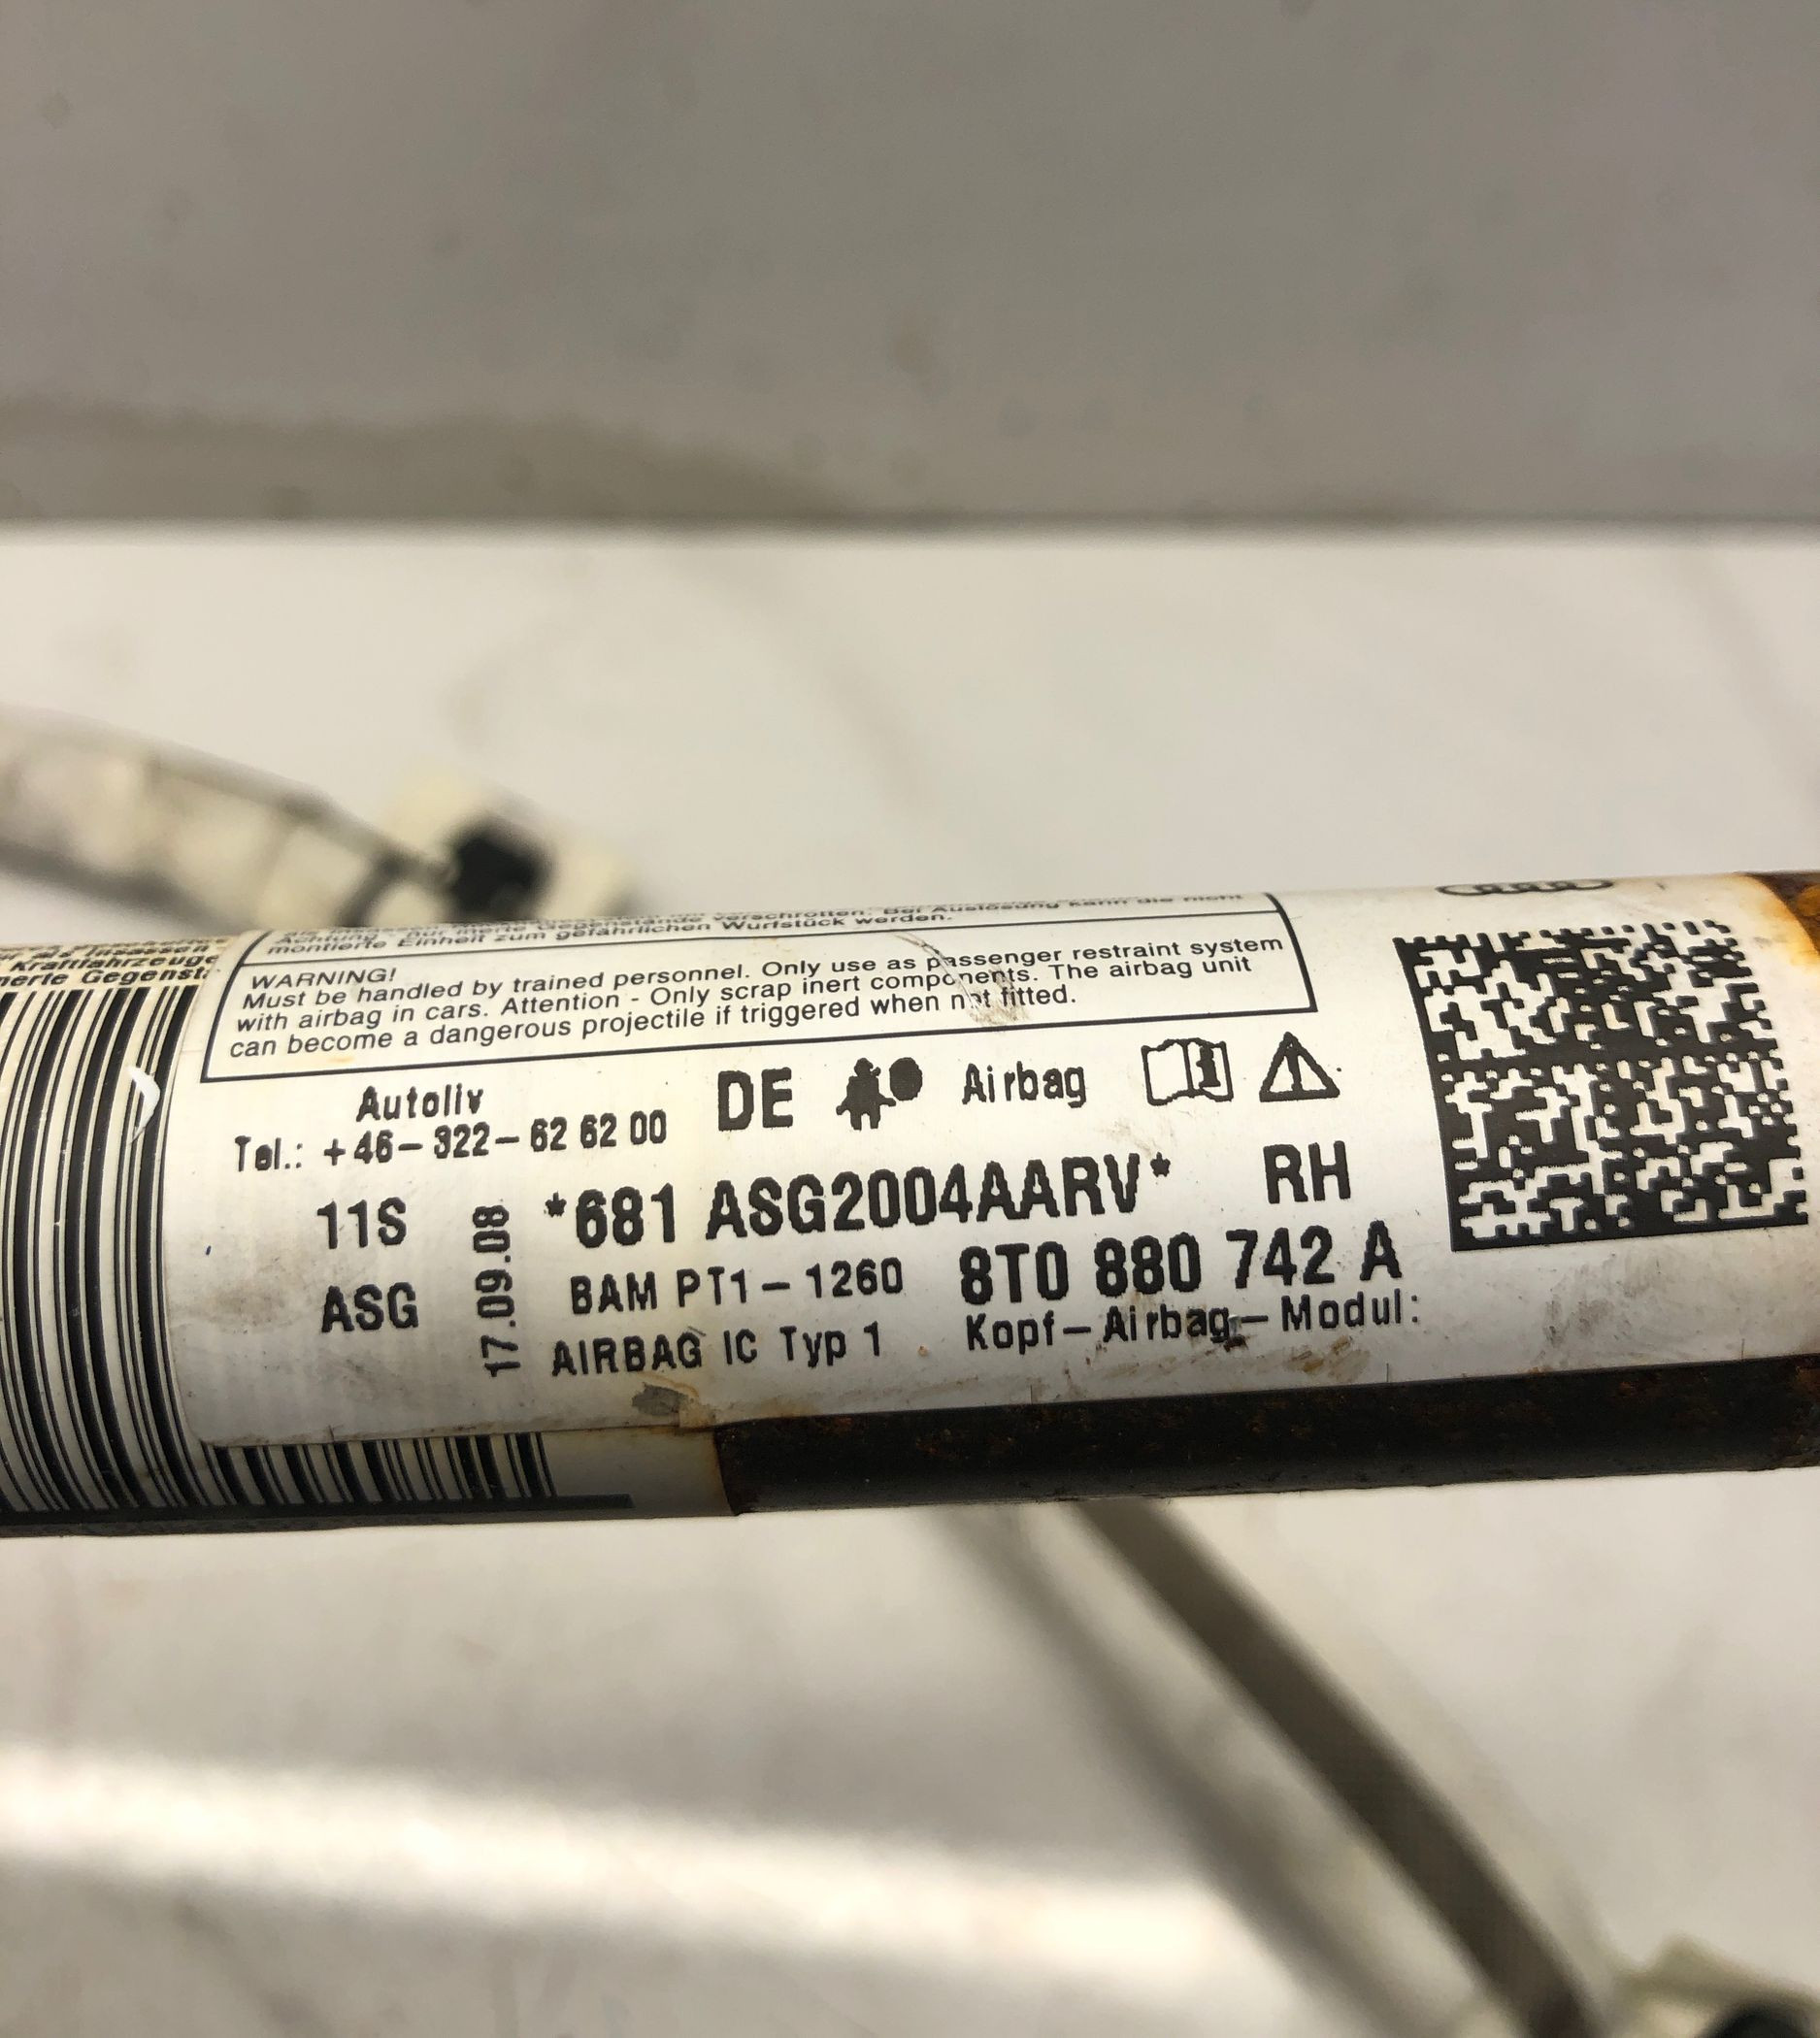 Kraftfahrzeuge
verschrotten. Bei Auslösung kann die nicht
montierte Einheit zum gefährlichen Wurfstück werden.
WARNING!
Must be handled by trained personnel. Only use as passenger restraint system
with airbag in cars. Attention - Only scrap inert components. The airbag unit
can become a dangerous projectile if triggered when not fitted.
Autoliv
Tel.: +46-322-62 62 00
DE Airbag
11S
ASG
17.09.08
*681 ASG2004AARV* RH
BAM PT1-1260 8T0 880 742 A
AIRBAG IC Typ 1 Kopf-Airbag-Modul: